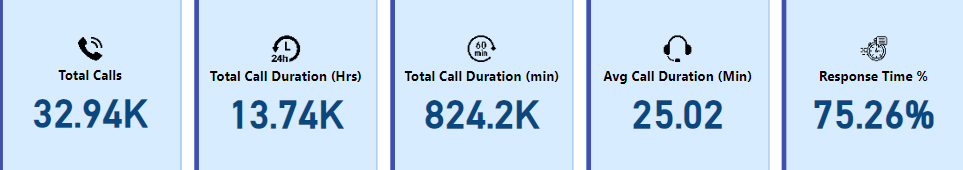 24h
60
min
Total Calls
Total Call Duration (Hrs)
Total Call Duration (min)
Avg Call Duration (Min)
Response Time %
32.94K
13.74K
824.2K
25.02
75.26%